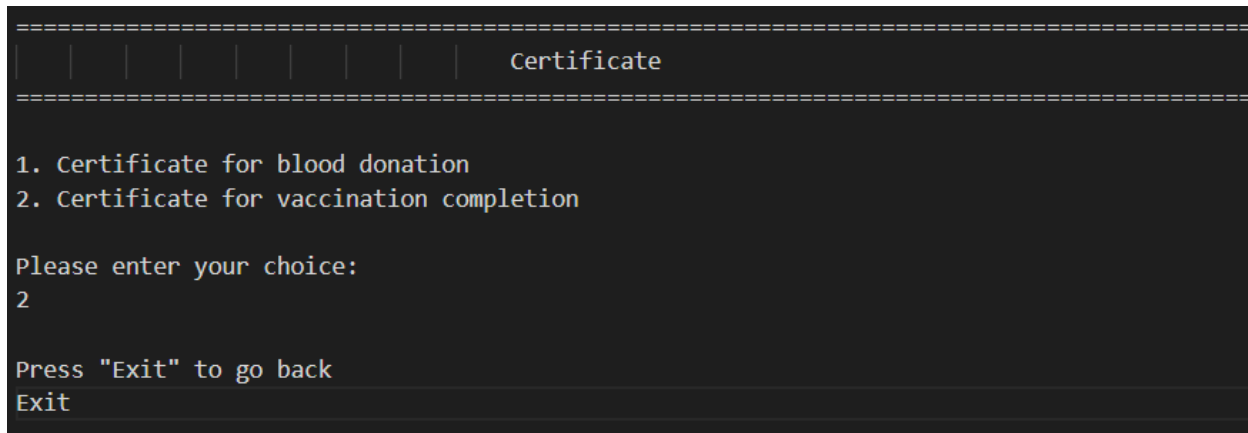 ==========================================================================================
Certificate
==========================================================================================
1. Certificate for blood donation
2. Certificate for vaccination completion
Please enter your choice:
2
Press "Exit" to go back
Exit